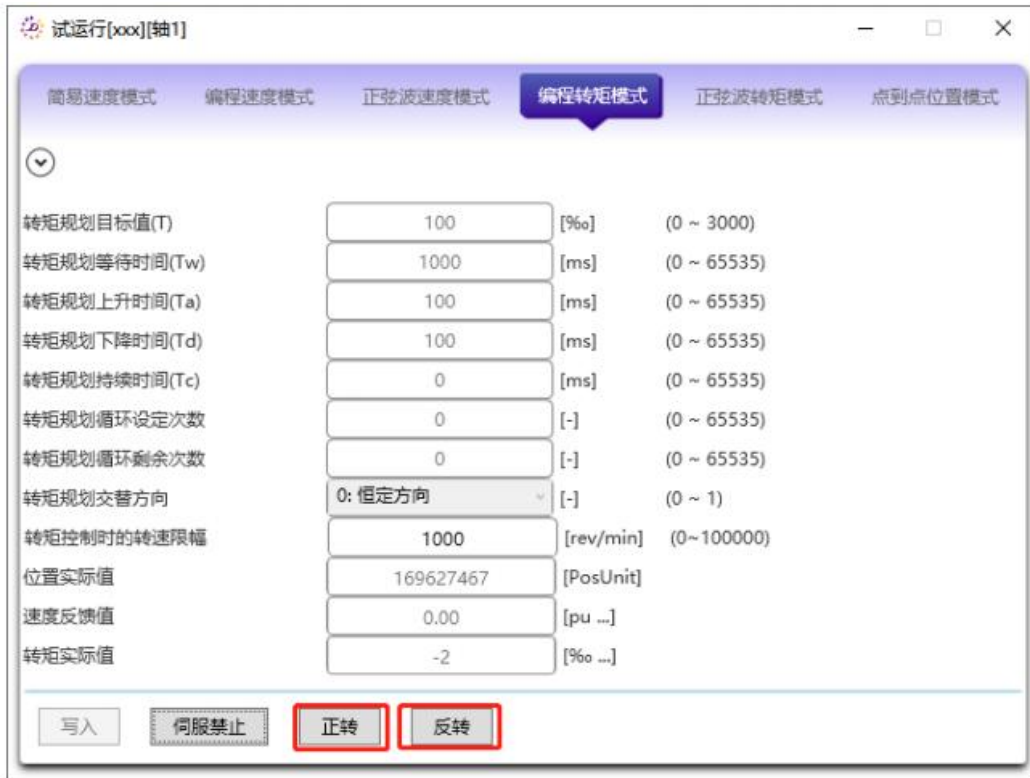 试运行[xxx][轴1]
简易速度模式 编程速度模式 正弦波速度模式 编程转矩模式 正弦波转矩模式 点到点位置模式
转矩规划目标值(T) 100 [‰] (0 ~ 3000)
转矩规划等待时间(Tw) 1000 [ms] (0 ~ 65535)
转矩规划上升时间(Ta) 100 [ms] (0 ~ 65535)
转矩规划下降时间(Td) 100 [ms] (0 ~ 65535)
转矩规划持续时间(Tc) 0 [ms] (0 ~ 65535)
转矩规划循环设定次数 0 [-] (0 ~ 65535)
转矩规划循环剩余次数 0 [-] (0 ~ 65535)
转矩规划交替方向 0: 恒定方向 [-] (0 ~ 1)
转矩控制时的转速限幅 1000 [rev/min] (0~100000)
位置实际值 169627467 [PosUnit]
速度反馈值 0.00 [pu ...]
转矩实际值 -2 [‰ ...]
写入 伺服禁止 正转 反转